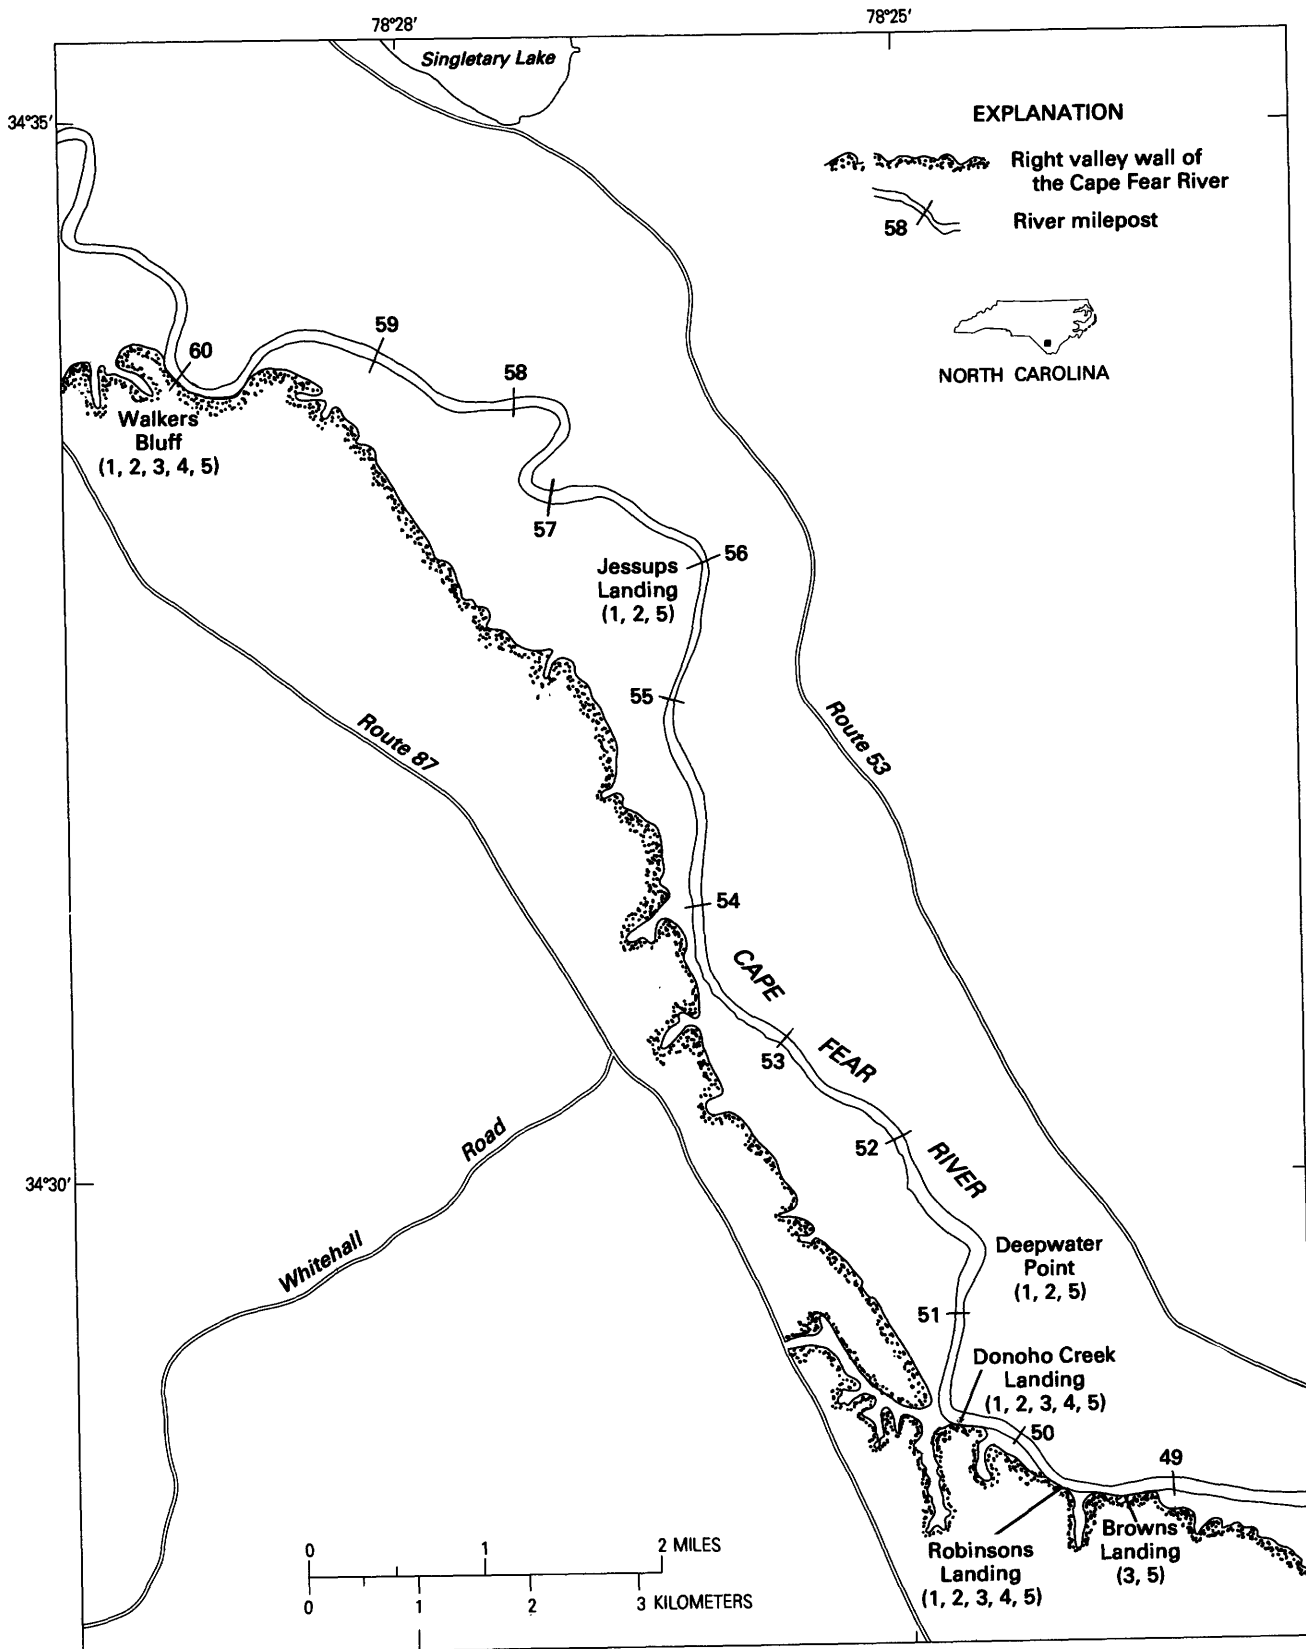 78°28′
78°25′
Singletary Lake
34°35′
EXPLANATION
Right valley wall of
the Cape Fear River
58
River milepost
NORTH CAROLINA
60
59
58
Walkers
Bluff
(1, 2, 3, 4, 5)
57
56
Jessups
Landing
(1, 2, 5)
55
Route 87
Route 53
54
CAPE
FEAR
RIVER
53
52
Road
Whitehall
34°30′
Deepwater
Point
(1, 2, 5)
51
Donoho Creek
Landing
(1, 2, 3, 4, 5)
50
49
Browns
Landing
(3, 5)
Robinsons
Landing
(1, 2, 3, 4, 5)
0 1 2 MILES
0 1 2 3 KILOMETERS